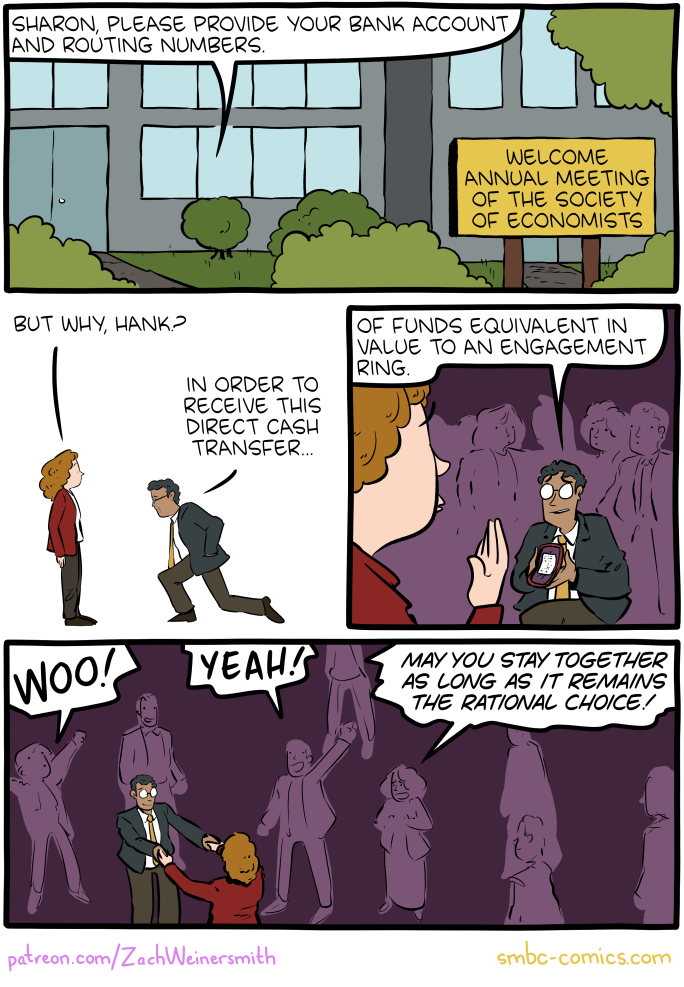 SHARON, PLEASE PROVIDE YOUR BANK ACCOUNT
AND ROUTING NUMBERS.
WELCOME
ANNUAL MEETING
OF THE SOCIETY
OF ECONOMISTS
BUT WHY, HANK?
IN ORDER TO
RECEIVE THIS
DIRECT CASH
TRANSFER...
OF FUNDS EQUIVALENT IN
VALUE TO AN ENGAGEMENT
RING.
WOO!
YEAH!
MAY YOU STAY TOGETHER
AS LONG AS IT REMAINS
THE RATIONAL CHOICE!
patreon.com/ZachWeinersmith
smbc-comics.com